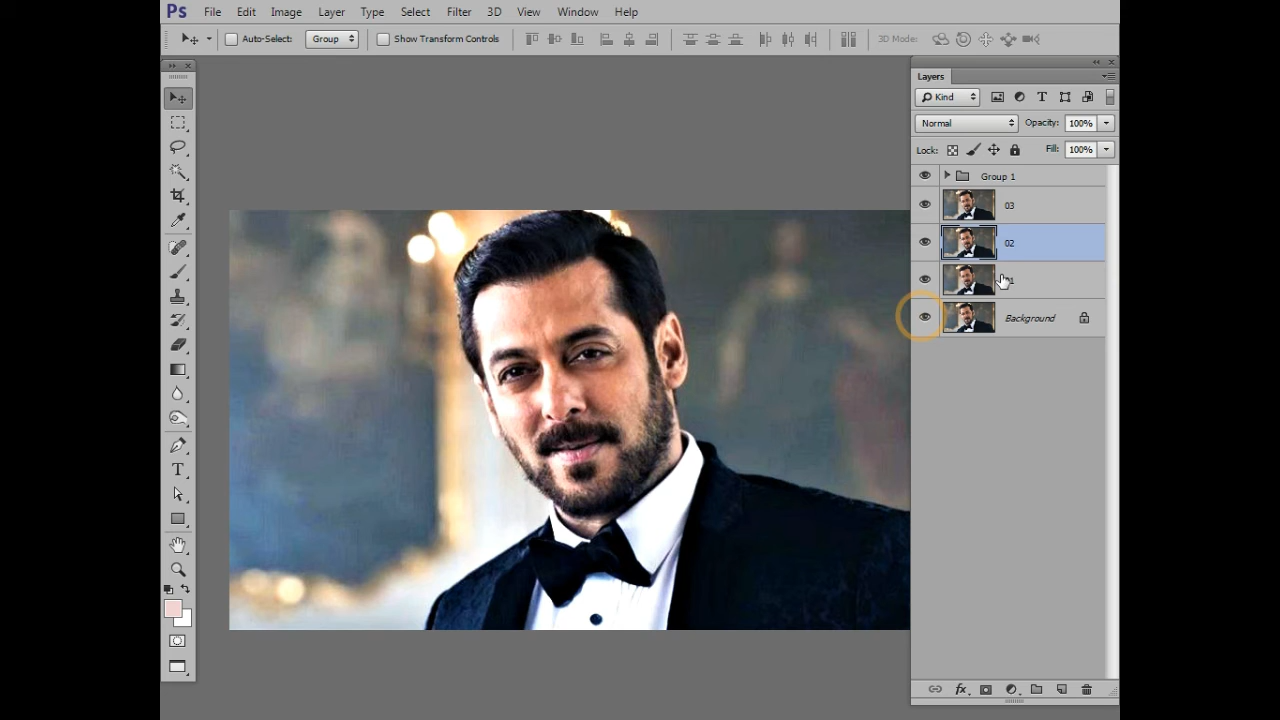 Ps File Edit Image Layer Type Select Filter 3D View Window Help
Auto-Select: Group Show Transform Controls 3D Mode:
Layers
Kind
Normal Opacity: 100%
Lock: Fill: 100%
Group 1
03
02
1
Background